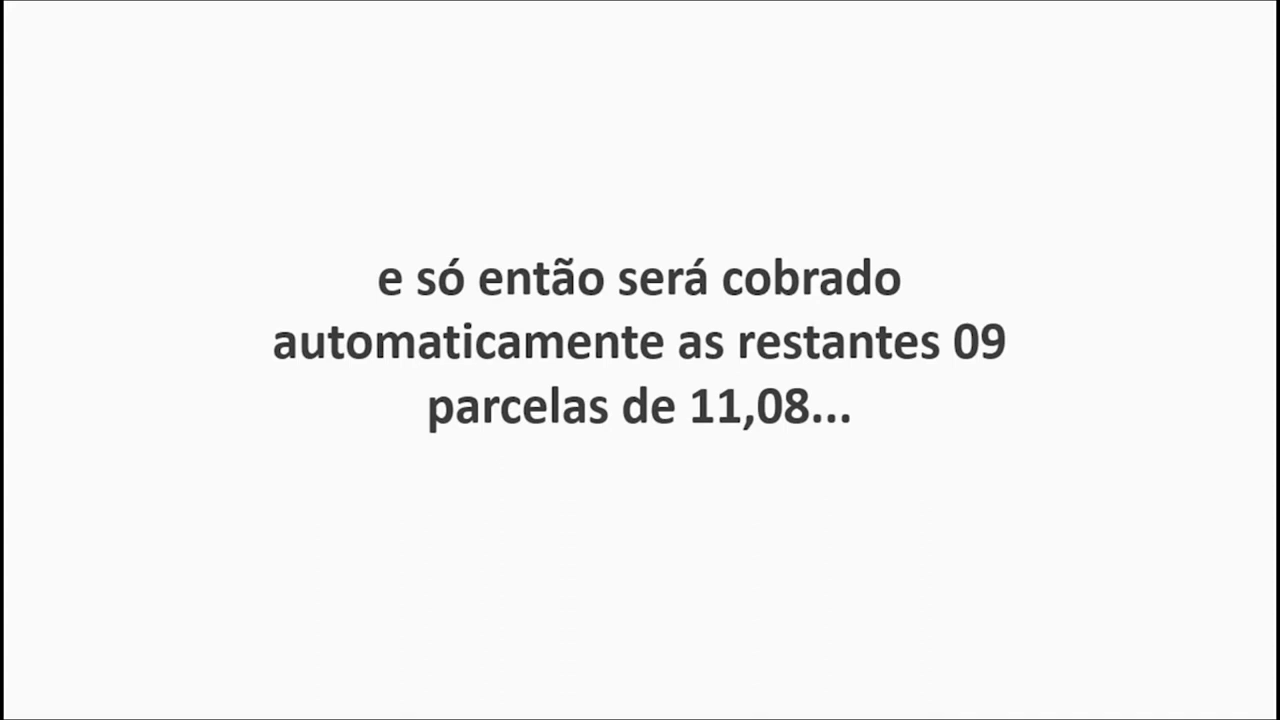 e só então será cobrado
automaticamente as restantes 09
parcelas de 11,08...